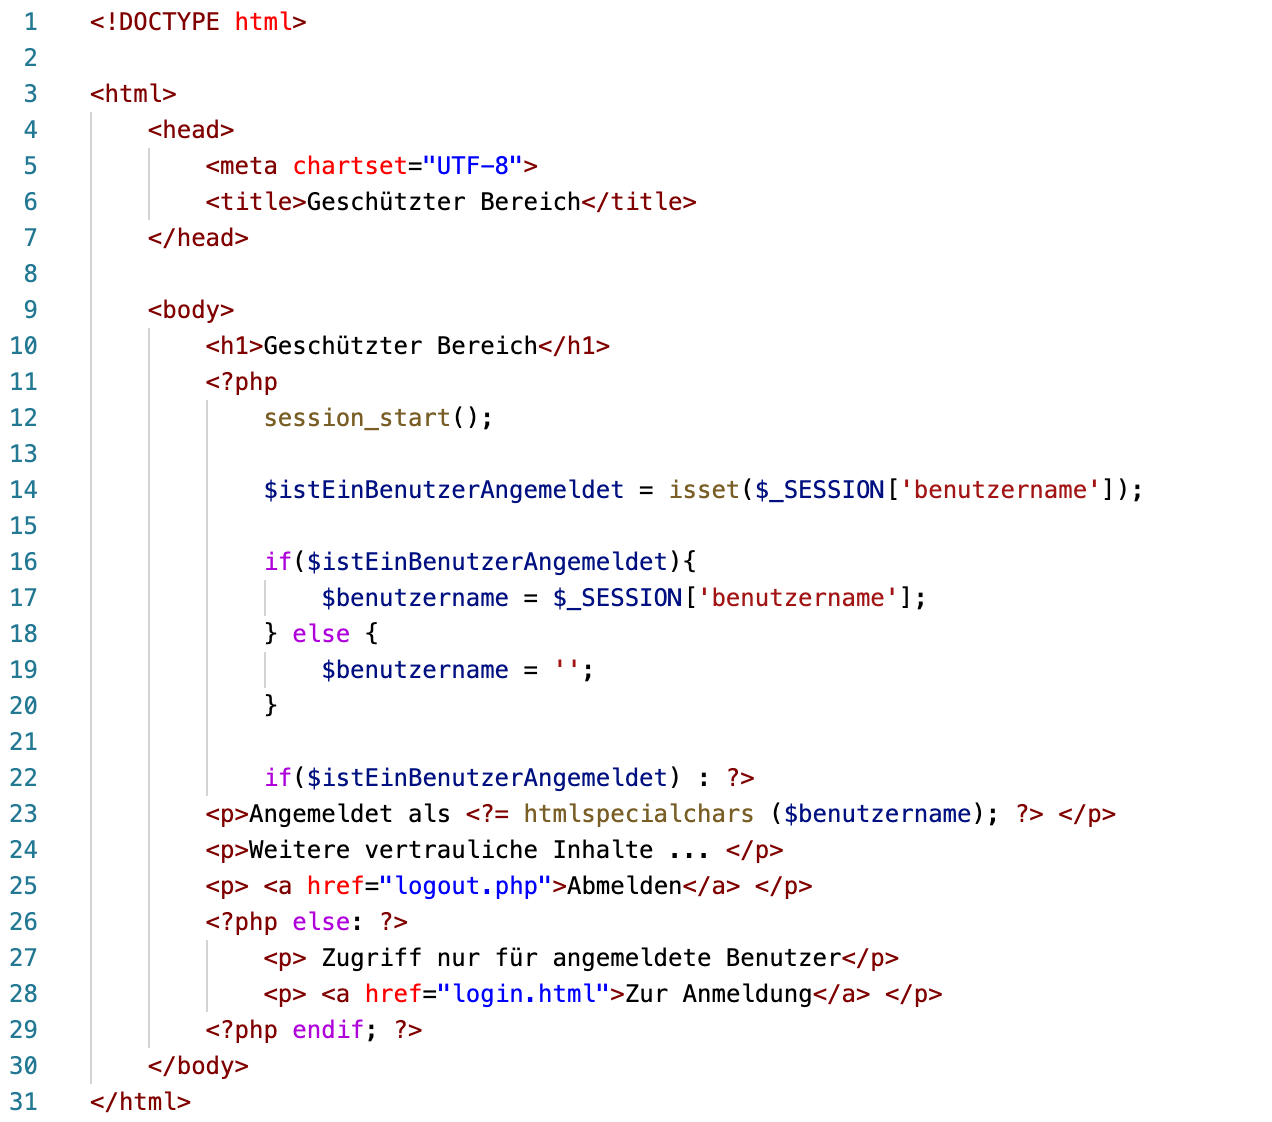 1 <!DOCTYPE html>
2
3 <html>
4 <head>
5 <meta chartset="UTF-8">
6 <title>Geschützter Bereich</title>
7 </head>
8
9 <body>
10 <h1>Geschützter Bereich</h1>
11 <?php
12 session_start();
13
14 $istEinBenutzerAngemeldet = isset($_SESSION['benutzername']);
15
16 if($istEinBenutzerAngemeldet){
17 $benutzername = $_SESSION['benutzername'];
18 } else {
19 $benutzername = '';
20 }
21
22 if($istEinBenutzerAngemeldet) : ?>
23 <p>Angemeldet als <?= htmlspecialchars ($benutzername); ?> </p>
24 <p>Weitere vertrauliche Inhalte ... </p>
25 <p> <a href="logout.php">Abmelden</a> </p>
26 <?php else: ?>
27 <p> Zugriff nur für angemeldete Benutzer</p>
28 <p> <a href="login.html">Zur Anmeldung</a> </p>
29 <?php endif; ?>
30 </body>
31 </html>